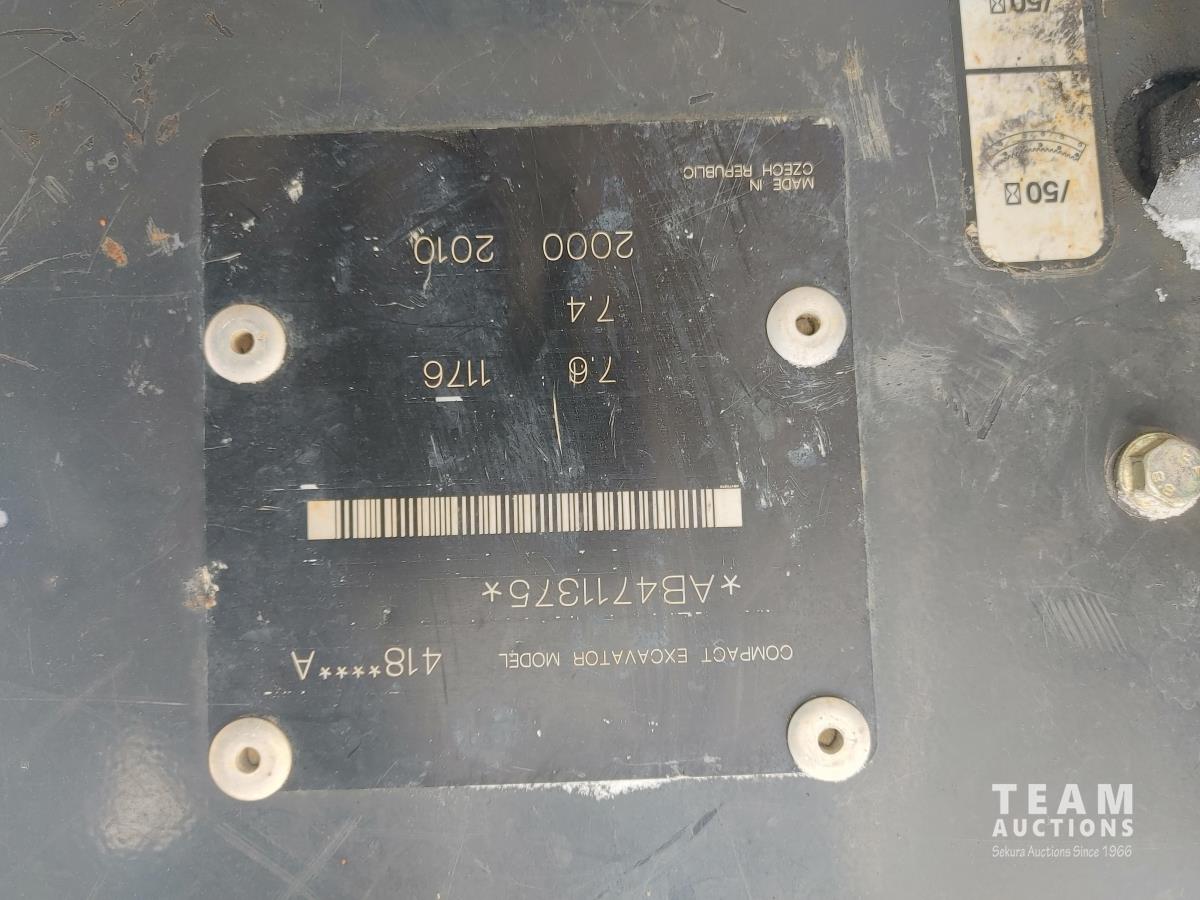 COMPACT EXCAVATOR MODEL 418****A
*AB4711375*
7.6 1176
7.4
2000 2010
MADE IN
CZECH REPUBLIC
/50
/50
TEAM
AUCTIONS
Sekura Auctions Since 1966